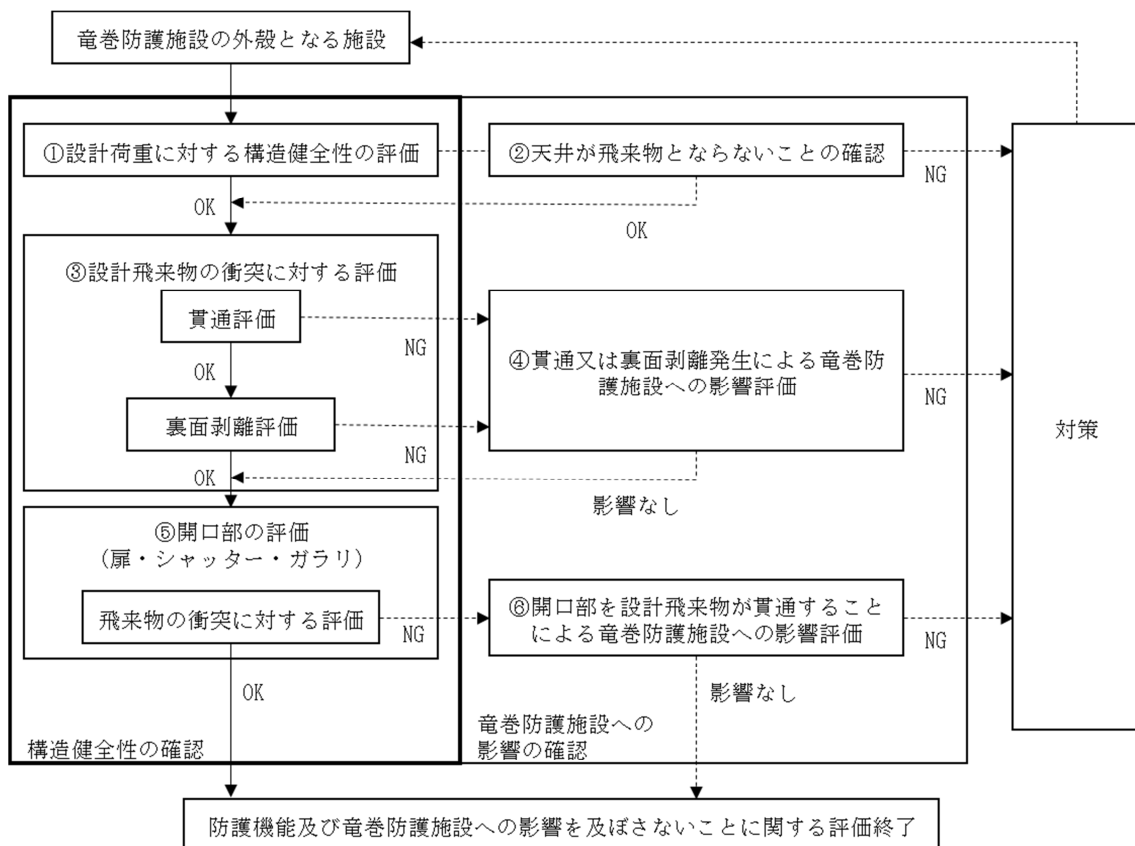 竜巻防護施設の外殻となる施設
①設計荷重に対する構造健全性の評価
②天井が飛来物とならないことの確認
NG
OK
OK
③設計飛来物の衝突に対する評価
貫通評価
NG
OK
④貫通又は裏面剥離発生による竜巻防
護施設への影響評価
NG
対策
裏面剥離評価
NG
OK
影響なし
⑤開口部の評価
(扉・シャッター・ガラリ)
飛来物の衝突に対する評価
NG
⑥開口部を設計飛来物が貫通すること
による竜巻防護施設への影響評価
NG
OK
影響なし
構造健全性の確認
竜巻防護施設への
影響の確認
防護機能及び竜巻防護施設への影響を及ぼさないことに関する評価終了